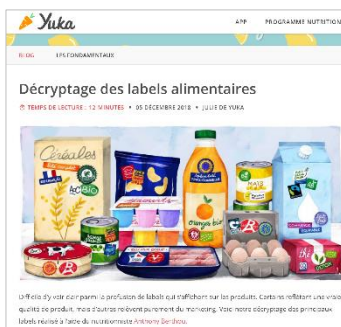 Yuka
APP PROGRAMME NUTRITION
BLOG LES FONDAMENTAUX
Décryptage des labels alimentaires
TEMPS DE LECTURE : 12 MINUTES • 05 DÉCEMBRE 2018 • JULIE DE YUKA
Céréales
AB BIO
orange bio
MAÏS
thé
Difficile d'y voir clair parmi la profusion de labels qui s'affichent sur les produits. Certains reflètent une vraie
qualité de produit, mais d'autres relèvent purement du marketing. Voici notre décryptage des principaux
labels réalisé à l'aide du nutritionniste Anthony Berthou.